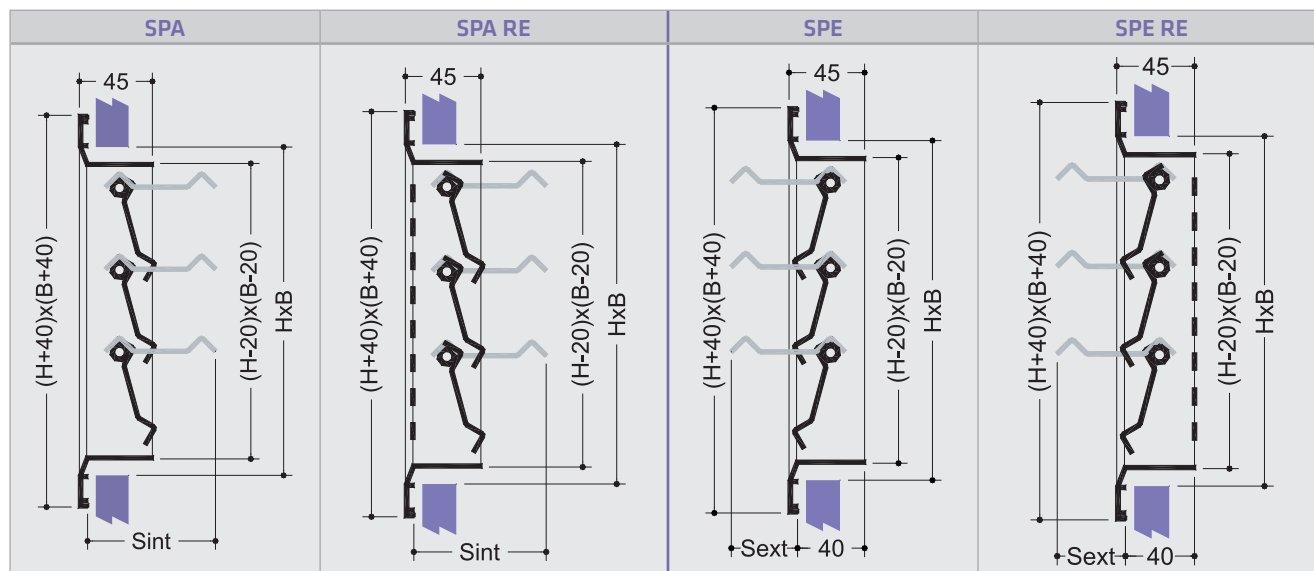 SPA
SPA RE
SPE
SPE RE
45
(H+40)x(B+40)
(H-20)x(B-20)
HxB
Sint
45
(H+40)x(B+40)
(H-20)x(B-20)
HxB
Sint
45
(H+40)x(B+40)
(H-20)x(B-20)
HxB
Sext
40
45
(H+40)x(B+40)
(H-20)x(B-20)
HxB
Sext
40